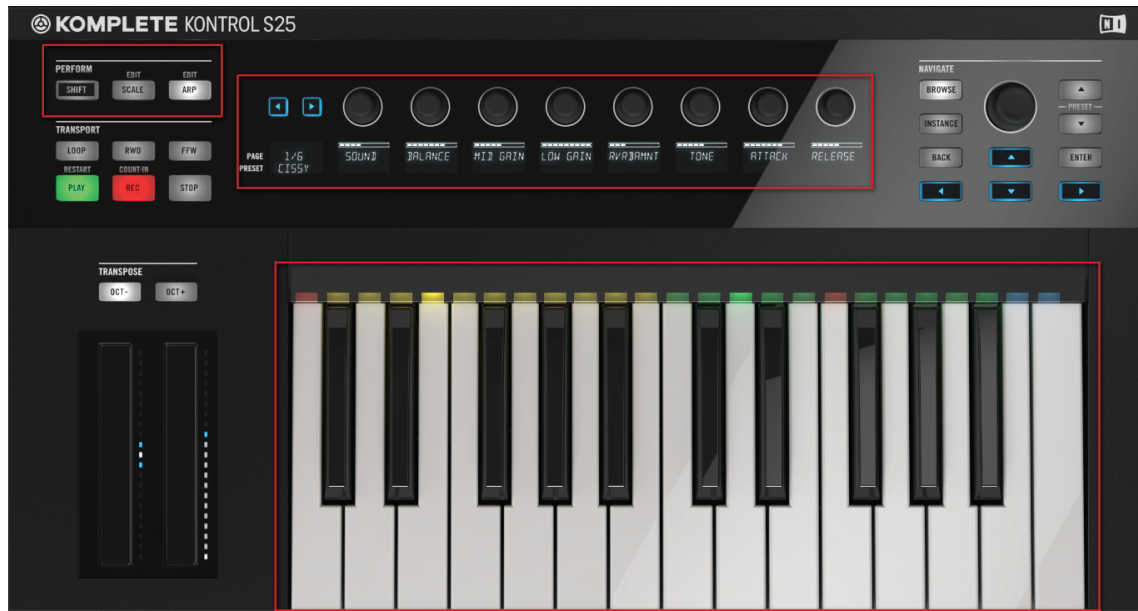 KOMPLETE KONTROL S25
NI
PERFORM
EDIT EDIT
SHIFT SCALE ARP
TRANSPORT
LOOP RWD FFW
RESTART COUNT-IN
PLAY REC STOP
PAGE 1/6
PRESET CISSY
SOUND BALANCE MID GAIN LOW GAIN RVRBAMNT TONE ATTACK RELEASE
NAVIGATE
BROWSE
PRESET
INSTANCE
BACK ENTER
TRANSPOSE
OCT- OCT+